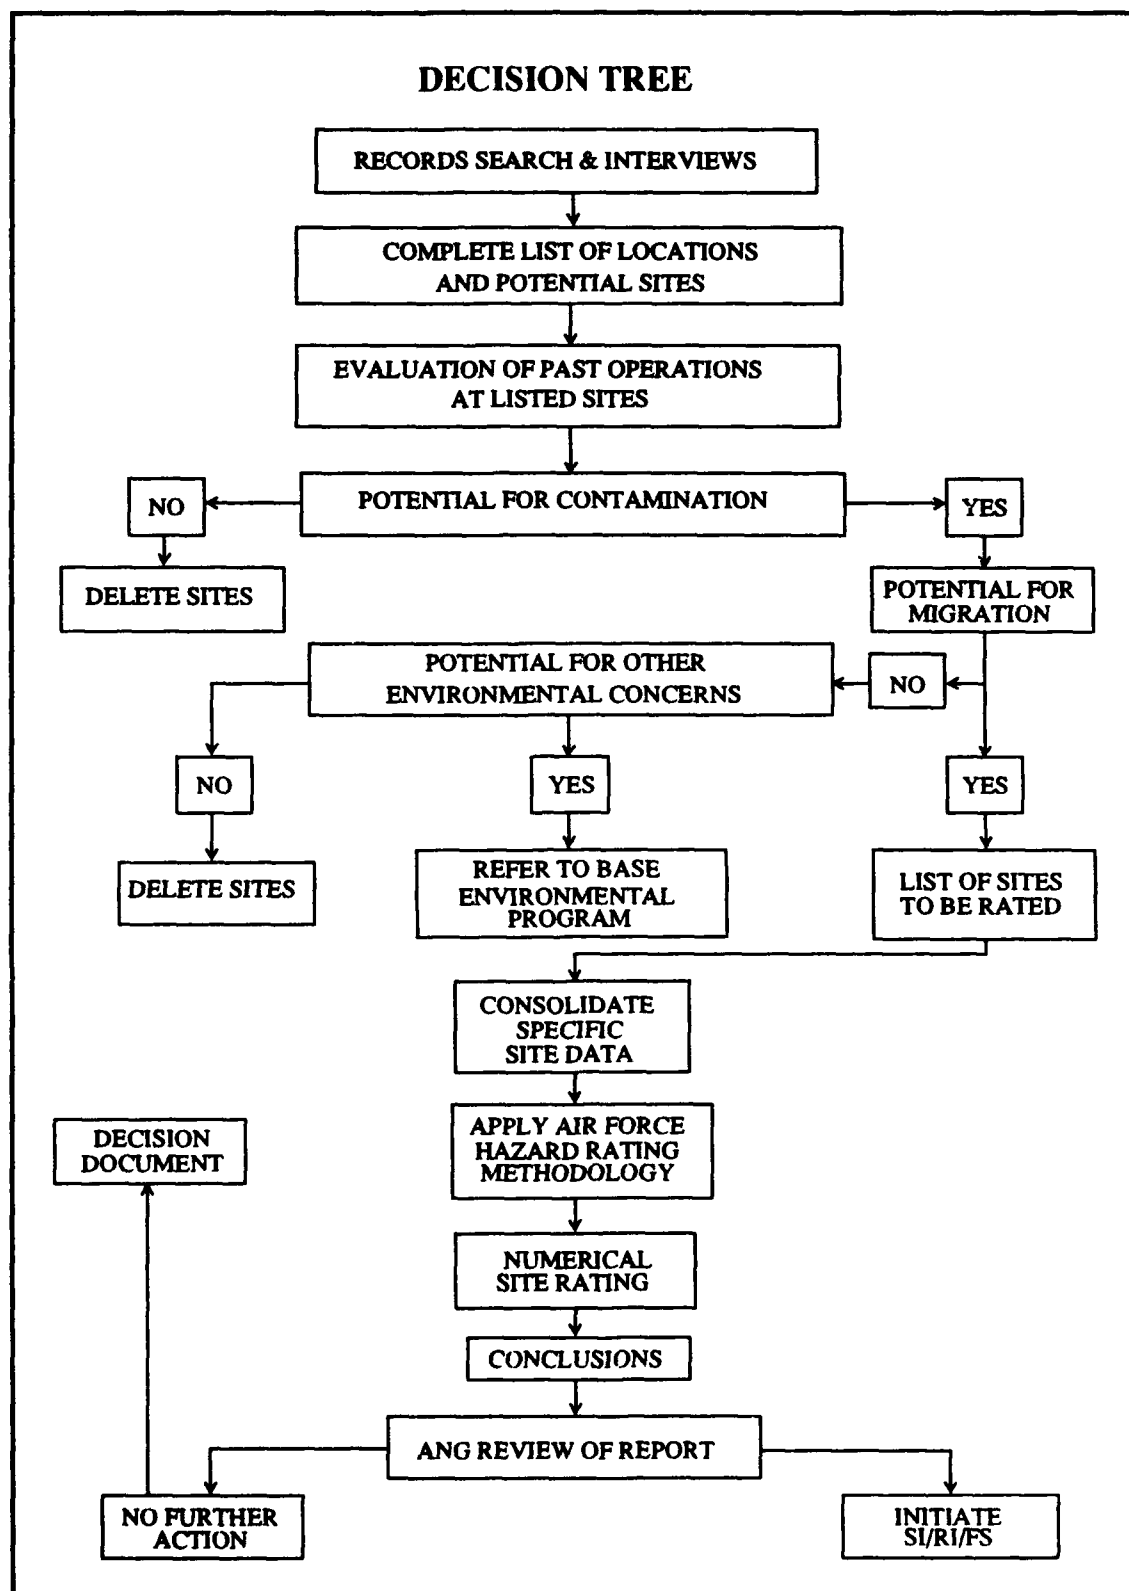 DECISION TREE
RECORDS SEARCH & INTERVIEWS
COMPLETE LIST OF LOCATIONS
AND POTENTIAL SITES
EVALUATION OF PAST OPERATIONS
AT LISTED SITES
NO
POTENTIAL FOR CONTAMINATION
YES
DELETE SITES
POTENTIAL FOR
MIGRATION
POTENTIAL FOR OTHER
ENVIRONMENTAL CONCERNS
NO
NO
YES
YES
DELETE SITES
REFER TO BASE
ENVIRONMENTAL
PROGRAM
LIST OF SITES
TO BE RATED
CONSOLIDATE
SPECIFIC
SITE DATA
APPLY AIR FORCE
HAZARD RATING
METHODOLOGY
DECISION
DOCUMENT
NUMERICAL
SITE RATING
CONCLUSIONS
ANG REVIEW OF REPORT
NO FURTHER
ACTION
INITIATE
SI/RI/FS